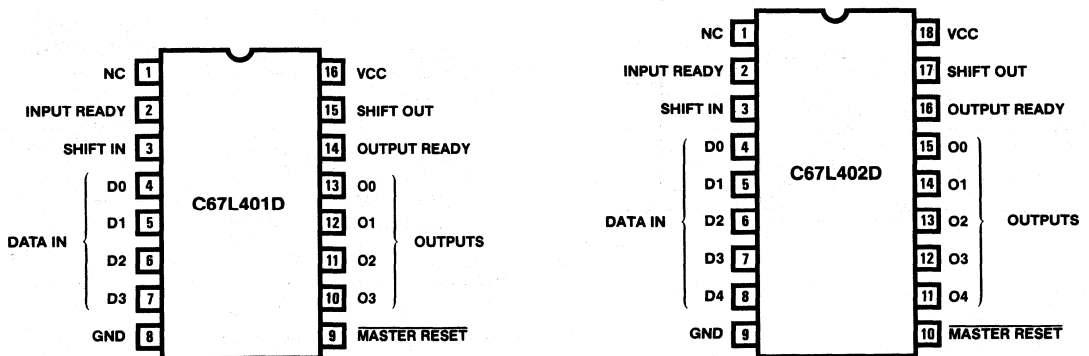 NC 1
INPUT READY 2
SHIFT IN 3
D0 4
D1 5
DATA IN
D2 6
D3 7
GND 8
C67L401D
16 VCC
15 SHIFT OUT
14 OUTPUT READY
13 O0
12 O1
OUTPUTS
11 O2
10 O3
9 MASTER RESET
NC 1
INPUT READY 2
SHIFT IN 3
D0 4
D1 5
DATA IN
D2 6
D3 7
D4 8
GND 9
C67L402D
18 VCC
17 SHIFT OUT
16 OUTPUT READY
15 O0
14 O1
13 O2
OUTPUTS
12 O3
11 O4
10 MASTER RESET